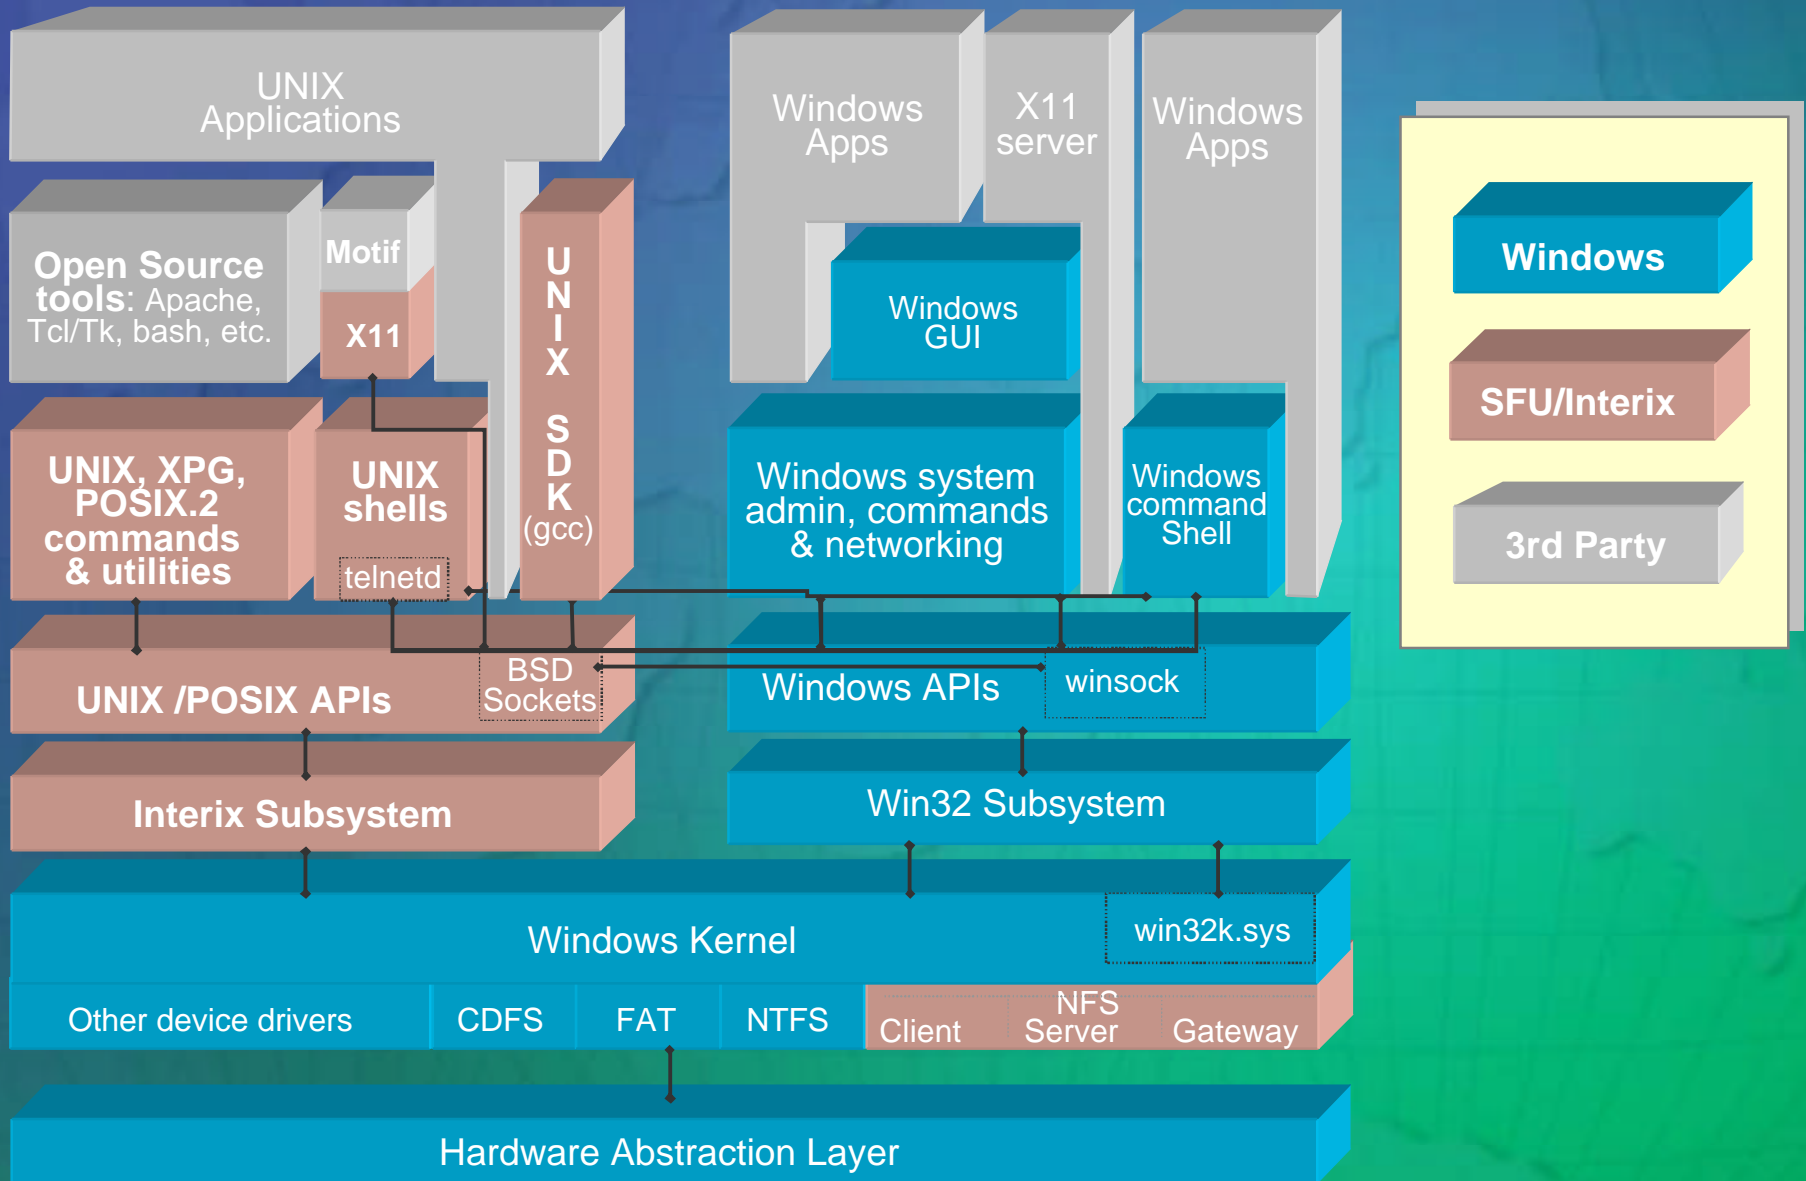 UNIX
Applications
Windows
Apps
X11
server
Windows
Apps
Open Source
tools: Apache,
Tcl/Tk, bash, etc.
Motif
X11
U
N
I
X
S
D
K
(gcc)
Windows
GUI
UNIX, XPG,
POSIX.2
commands
& utilities
UNIX
shells
telnetd
Windows system
admin, commands
& networking
Windows
command
Shell
UNIX /POSIX APIs
BSD
Sockets
Windows APIs
winsock
Interix Subsystem
Win32 Subsystem
Windows Kernel
win32k.sys
Other device drivers
CDFS
FAT
NTFS
NFS
Client
Server
Gateway
Hardware Abstraction Layer
Windows
SFU/Interix
3rd Party